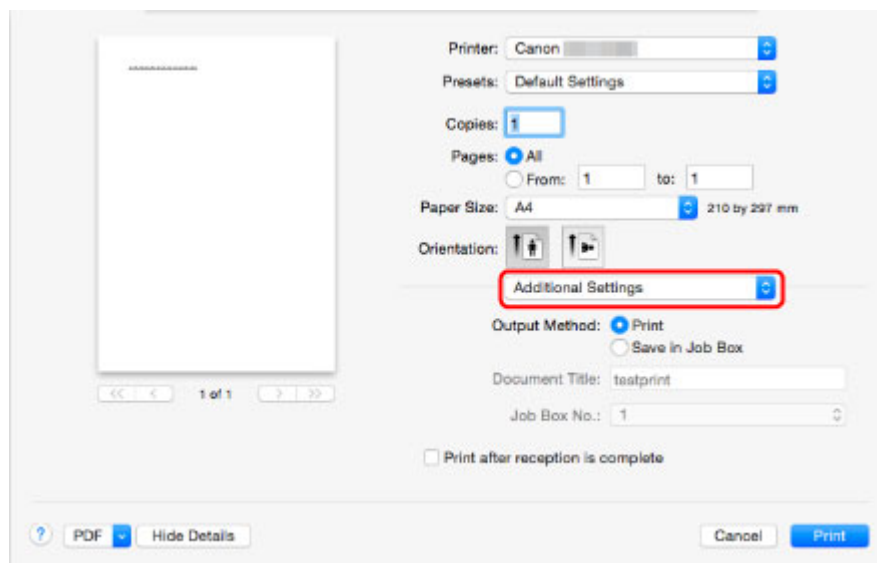 Printer: Canon
Presets: Default Settings
Copies: 1
Pages: All
From: 1 to: 1
Paper Size: A4 210 by 297 mm
Orientation:
Additional Settings
Output Method: Print
Save in Job Box
Document Title: testprint
Job Box No.: 1
Print after reception is complete
<< < 1 of 1 > >>
? PDF Hide Details Cancel Print